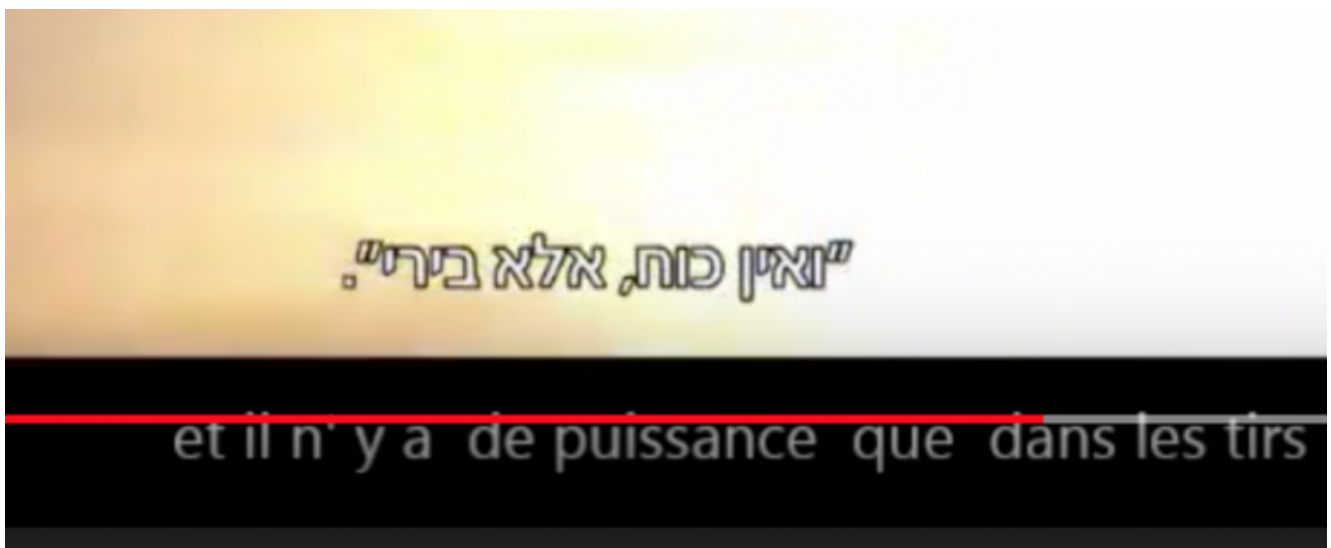 "ואין כוח, אלא בירי".
et il n' y a de puissance que dans les tirs